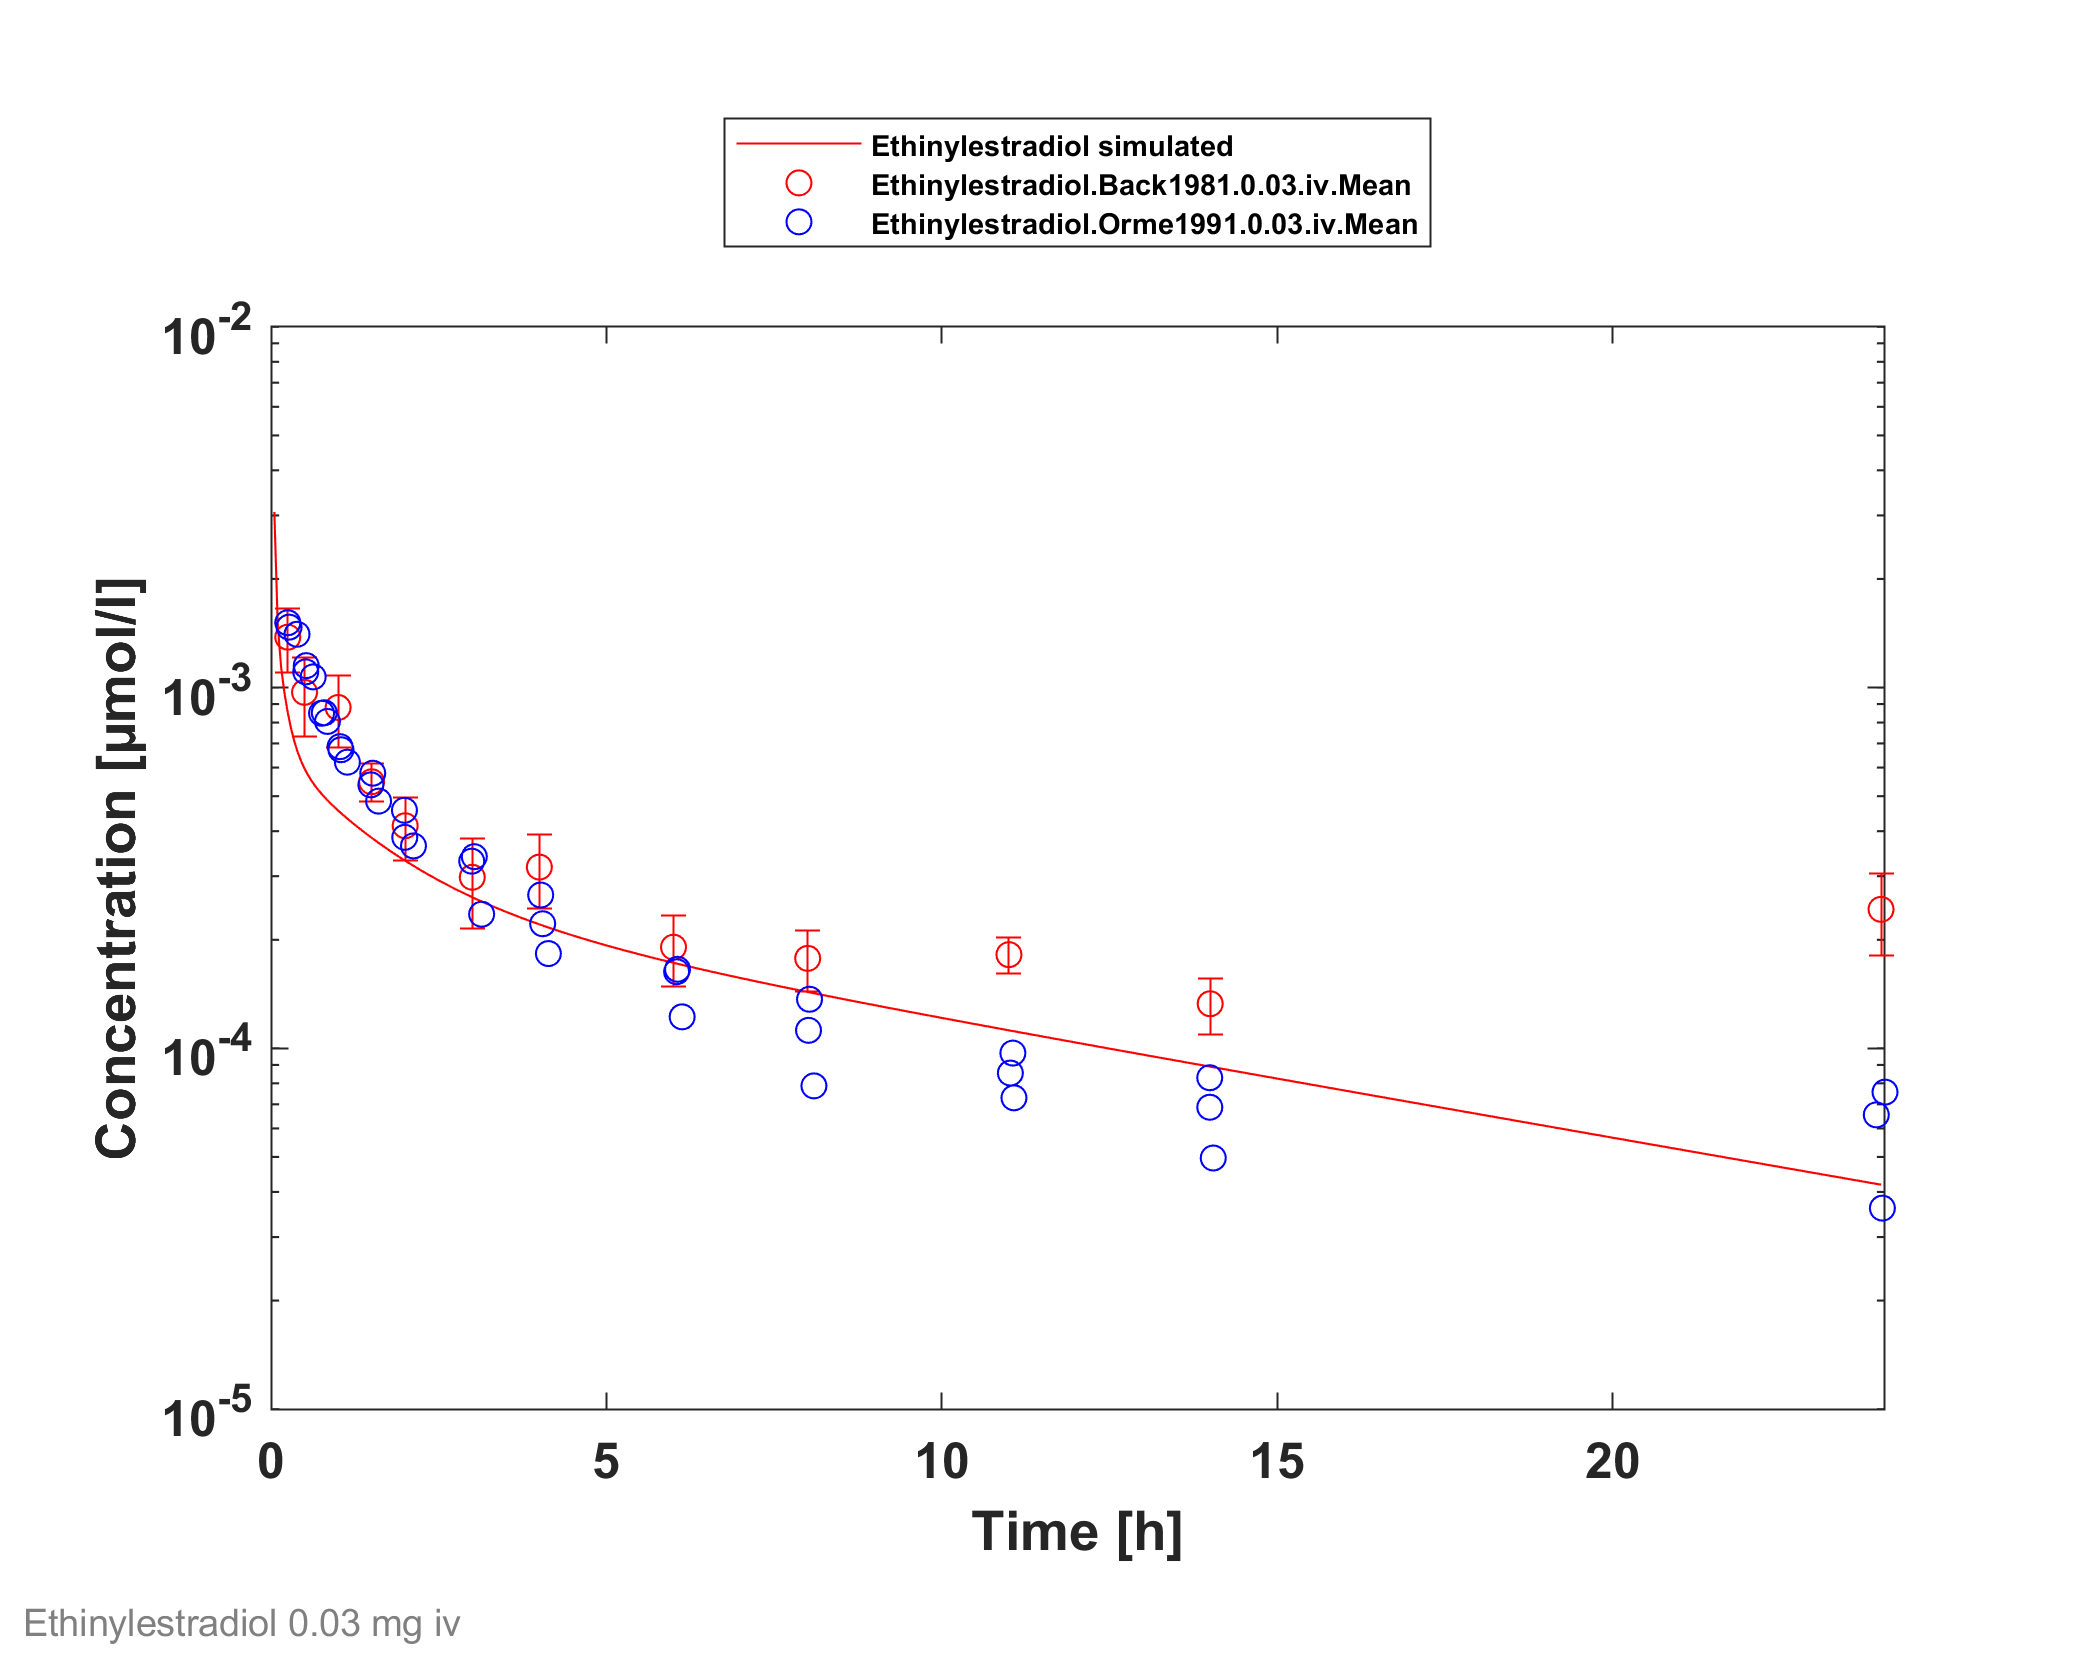 Ethinylestradiol simulated
Ethinylestradiol.Back1981.0.03.iv.Mean
Ethinylestradiol.Orme1991.0.03.iv.Mean
10^-2
10^-3
10^-4
10^-5
Concentration [µmol/l]
0 5 10 15 20
Time [h]
Ethinylestradiol 0.03 mg iv